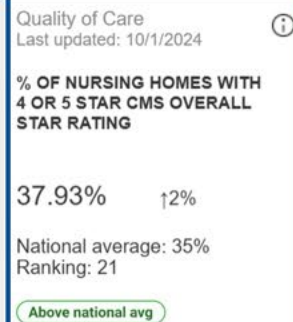 Quality of Care
Last updated: 10/1/2024
% OF NURSING HOMES WITH
4 OR 5 STAR CMS OVERALL
STAR RATING
37.93% ↑2%
National average: 35%
Ranking: 21
Above national avg